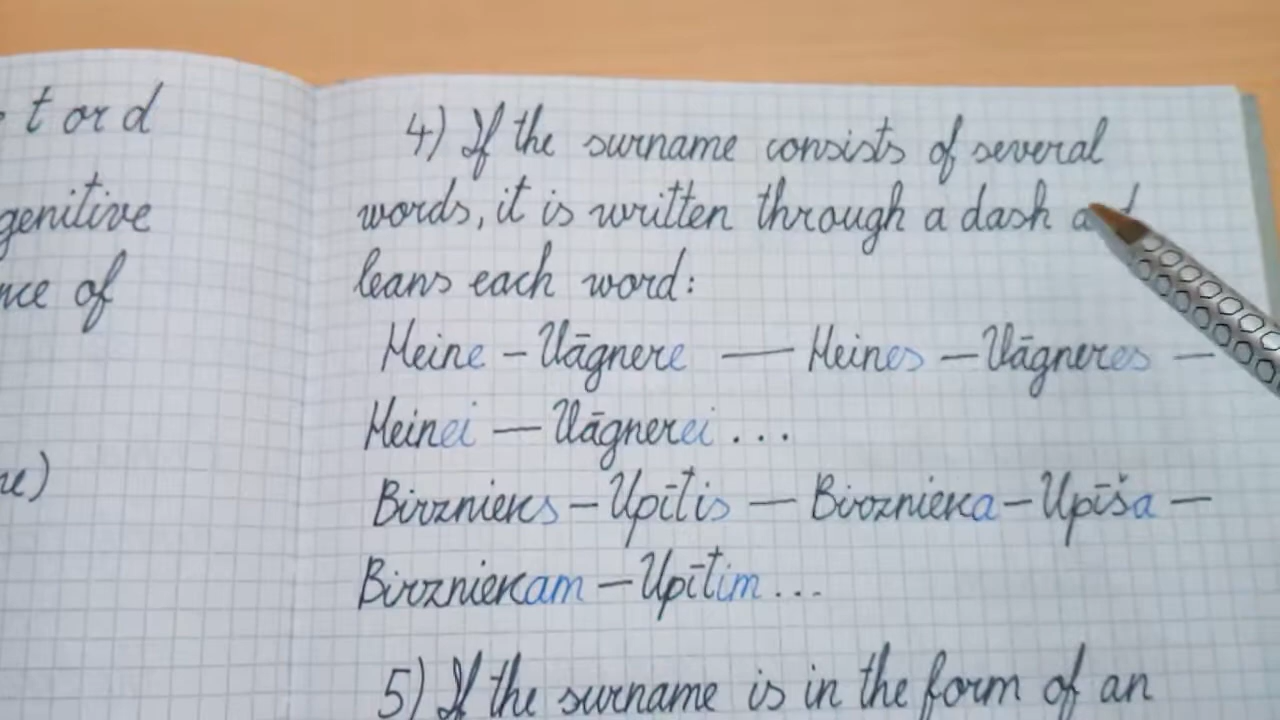 t or d
genitive
nce of
4) If the surname consists of several
words, it is written through a dash
leans each word:
Heine – Vāgnere — Heines – Vāgneres –
Heinei – Vāgnerei ...
Birznieks – Upītis – Birznieka – Upīša –
Birzniekam – Upītim ...
5) If the surname is in the form of an